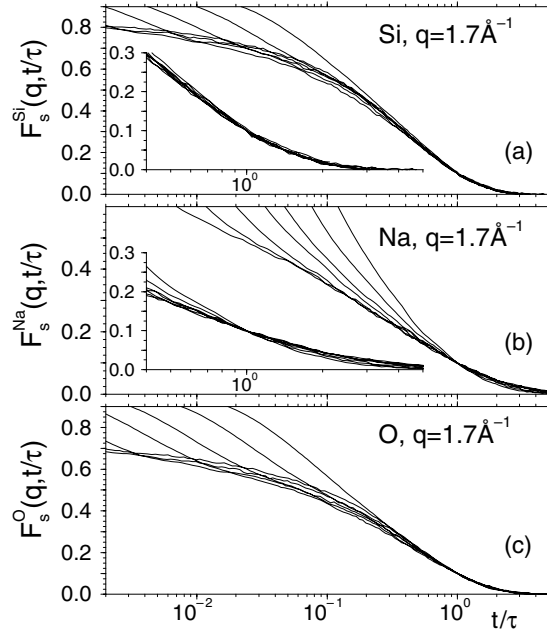 0.8
0.6
0.4
0.2
0.0
F_s^Si(q,t/τ)
Si, q=1.7Å⁻¹
0.3
0.2
0.1
0.0
10⁰
(a)
0.4
0.2
0.0
F_s^Na(q,t/τ)
Na, q=1.7Å⁻¹
0.3
0.2
0.1
0.0
10⁰
(b)
0.8
0.6
0.4
0.2
0.0
F_s^O(q,t/τ)
O, q=1.7Å⁻¹
(c)
10⁻² 10⁻¹ 10⁰ t/τ